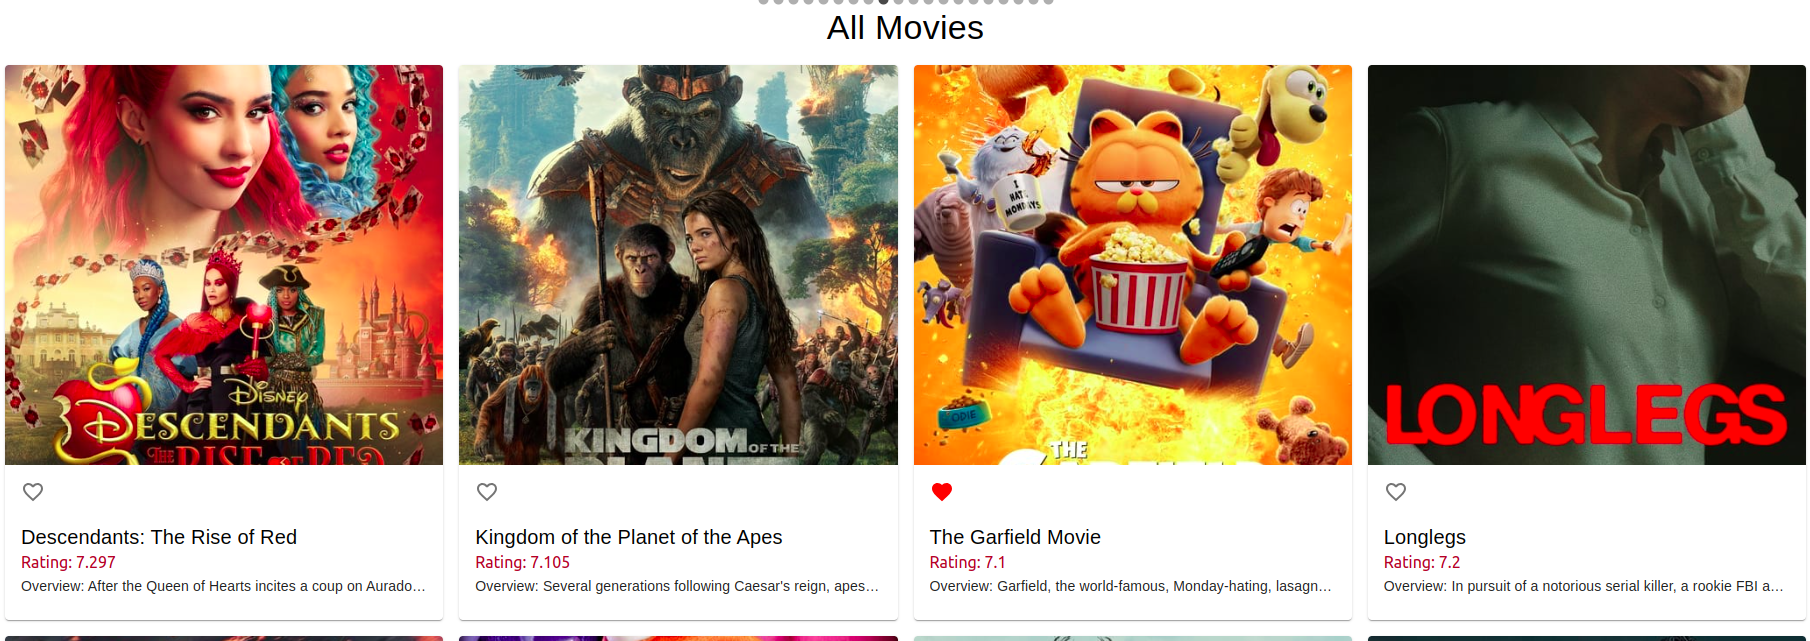 All Movies
DISNEY
DESCENDANTS
THE RISE OF RED
KINGDOM OF THE
PLANET
I
HATE
MONDAYS
ODIE
THE
LONGLEGS
Descendants: The Rise of Red
Rating: 7.297
Overview: After the Queen of Hearts incites a coup on Aurado...
Kingdom of the Planet of the Apes
Rating: 7.105
Overview: Several generations following Caesar's reign, apes...
The Garfield Movie
Rating: 7.1
Overview: Garfield, the world-famous, Monday-hating, lasagn...
Longlegs
Rating: 7.2
Overview: In pursuit of a notorious serial killer, a rookie FBI a...